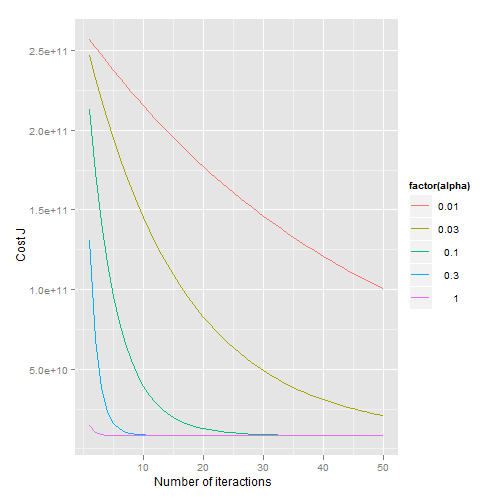 2.5e+11
2.0e+11
1.5e+11
1.0e+11
5.0e+10
Cost J
10 20 30 40 50
Number of iteractions
factor(alpha)
0.01
0.03
0.1
0.3
1